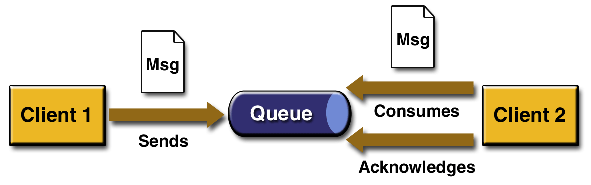 Msg
Msg
Client 1
Sends
Queue
Consumes
Acknowledges
Client 2